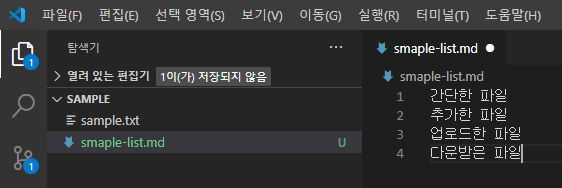 파일(F) 편집(E) 선택 영역(S) 보기(V) 이동(G) 실행(R) 터미널(T) 도움말(H)
탐색기 ···
열려 있는 편집기 1이(가) 저장되지 않음
SAMPLE
sample.txt
smaple-list.md U
1
1
smaple-list.md
smaple-list.md
1 간단한 파일
2 추가한 파일
3 업로드한 파일
4 다운받은 파일